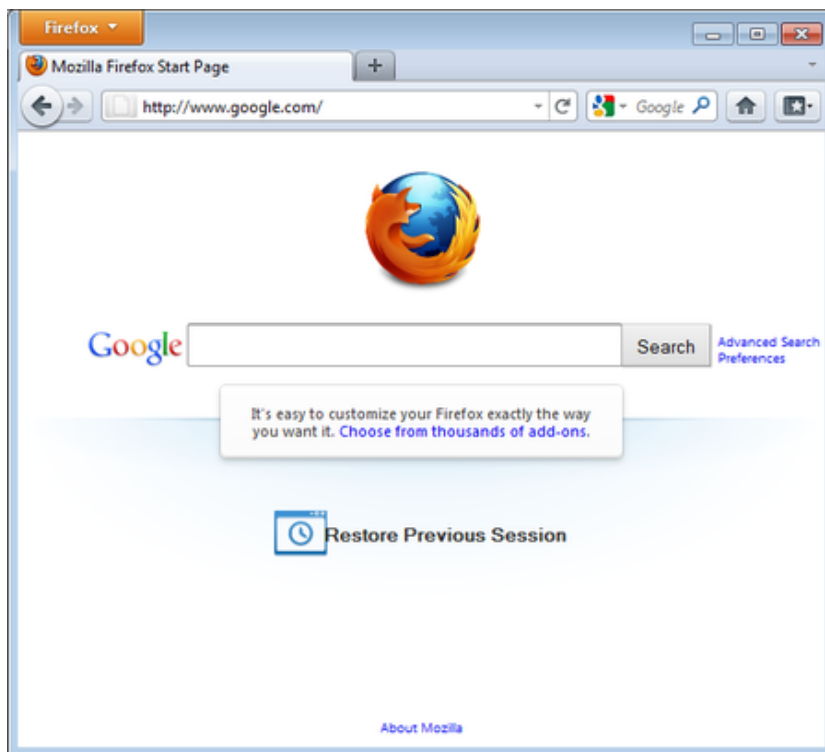 Firefox
Mozilla Firefox Start Page
http://www.google.com/
Google
Google
Search
Advanced Search
Preferences
It's easy to customize your Firefox exactly the way
you want it. Choose from thousands of add-ons.
Restore Previous Session
About Mozilla